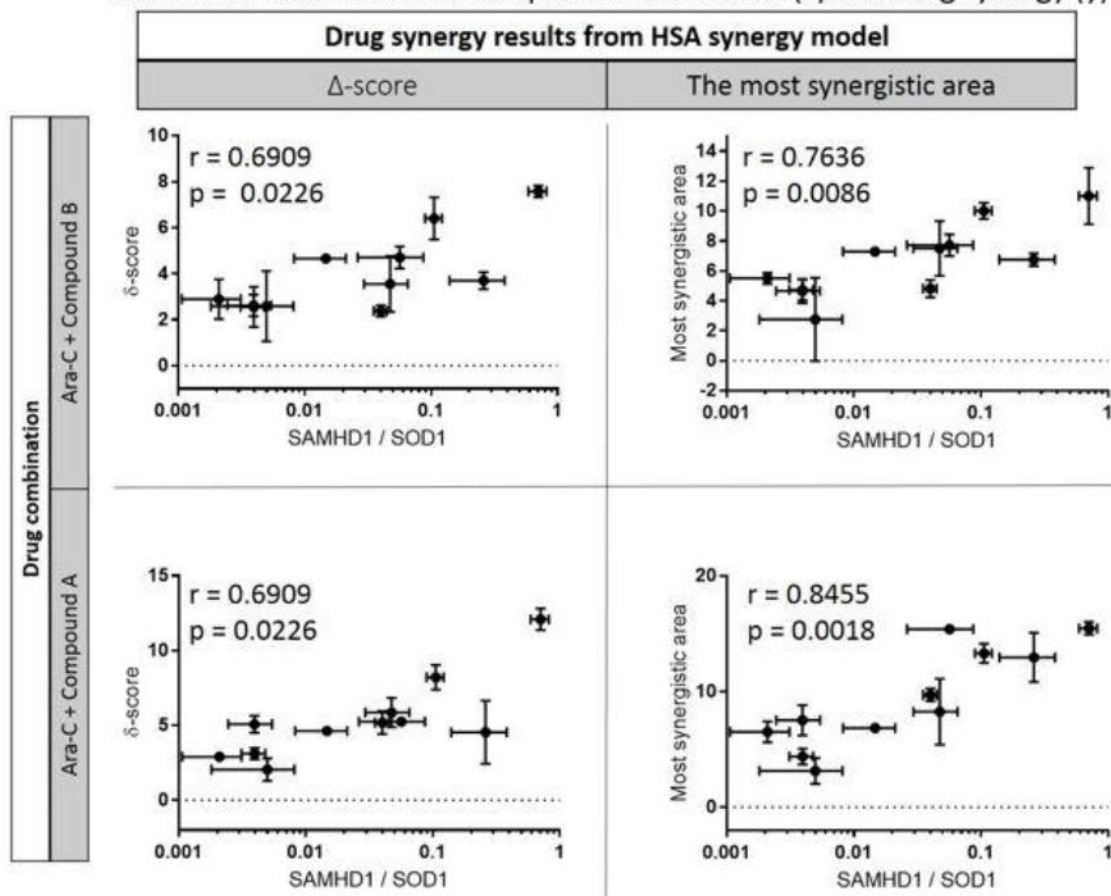 Drug synergy results from HSA synergy model
Δ-score
The most synergistic area
Drug combination
Ara-C + Compound B
r = 0.6909
p = 0.0226
δ-score
10
8
6
4
2
0
0.001
0.01
0.1
1
SAMHD1 / SOD1
r = 0.7636
p = 0.0086
Most synergistic area
14
12
10
8
6
4
2
0
-2
0.001
0.01
0.1
1
SAMHD1 / SOD1
Ara-C + Compound A
r = 0.6909
p = 0.0226
δ-score
15
10
5
0
0.001
0.01
0.1
1
SAMHD1 / SOD1
r = 0.8455
p = 0.0018
Most synergistic area
20
10
0
0.001
0.01
0.1
1
SAMHD1 / SOD1